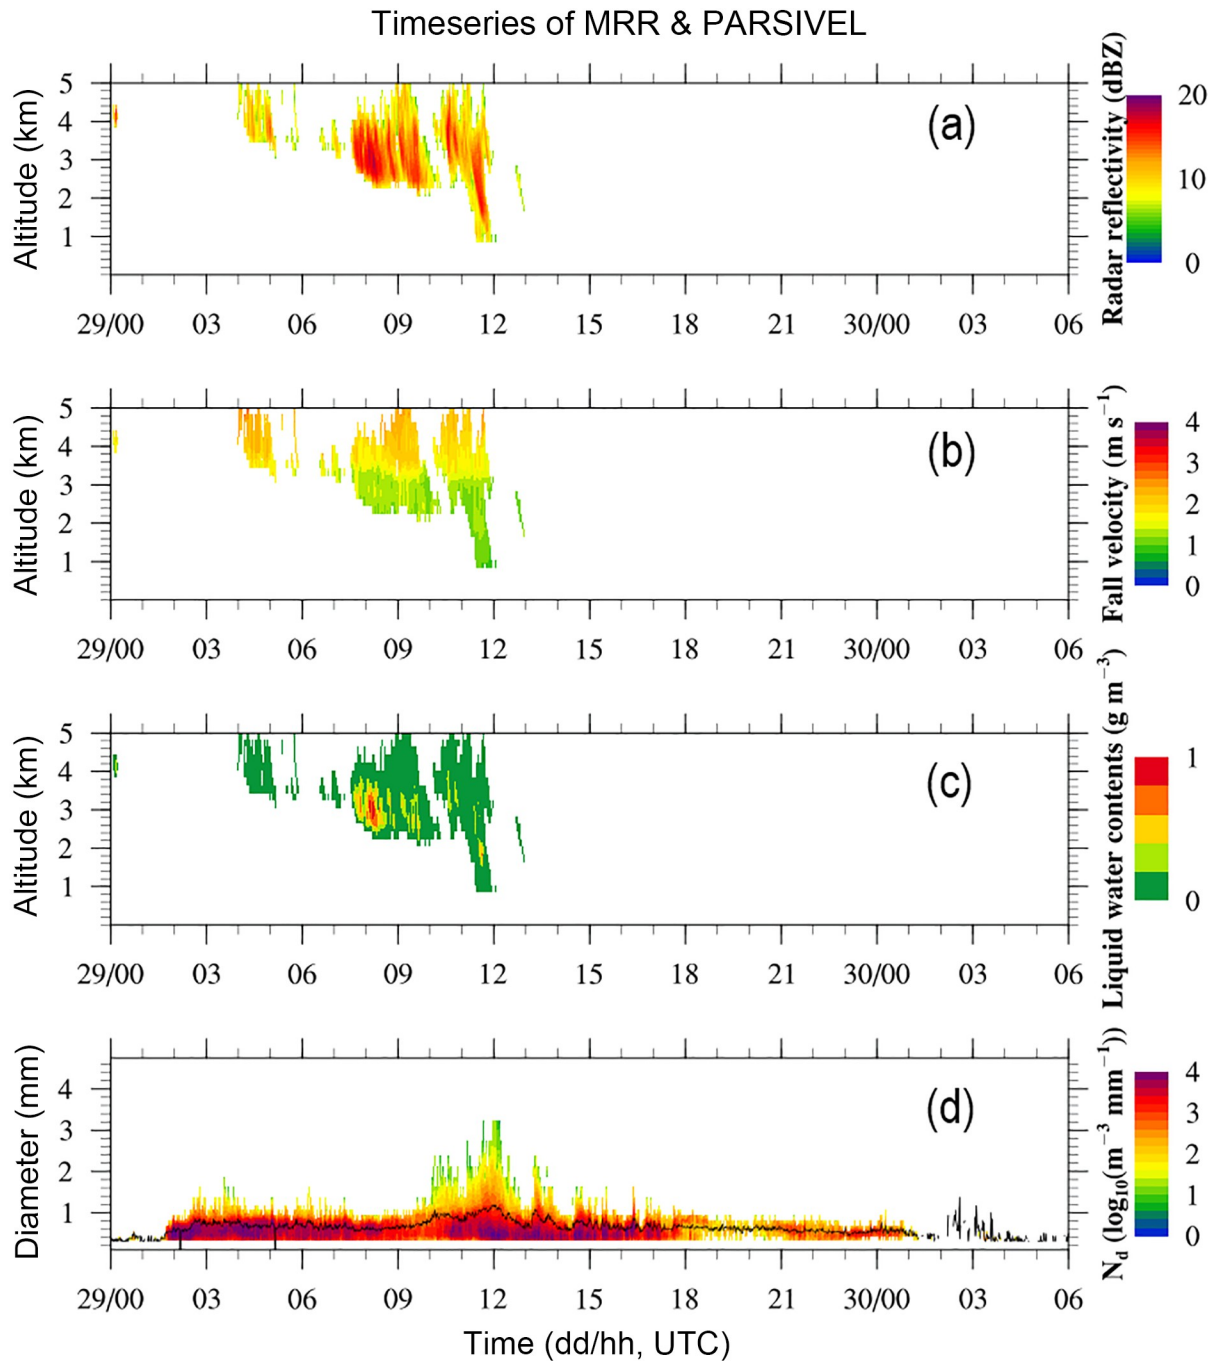 Timeseries of MRR & PARSIVEL
Altitude (km)
5
4
3
2
1
(a)
29/00 03 06 09 12 15 18 21 30/00 03 06
Radar reflectivity (dBZ)
20
10
0
Altitude (km)
5
4
3
2
1
(b)
29/00 03 06 09 12 15 18 21 30/00 03 06
Fall velocity (m s−1)
4
3
2
1
0
Altitude (km)
5
4
3
2
1
(c)
29/00 03 06 09 12 15 18 21 30/00 03 06
Liquid water contents (g m−3)
1
0
Diameter (mm)
4
3
2
1
(d)
29/00 03 06 09 12 15 18 21 30/00 03 06
Nd (log10(m−3 mm−1))
4
3
2
1
0
Time (dd/hh, UTC)